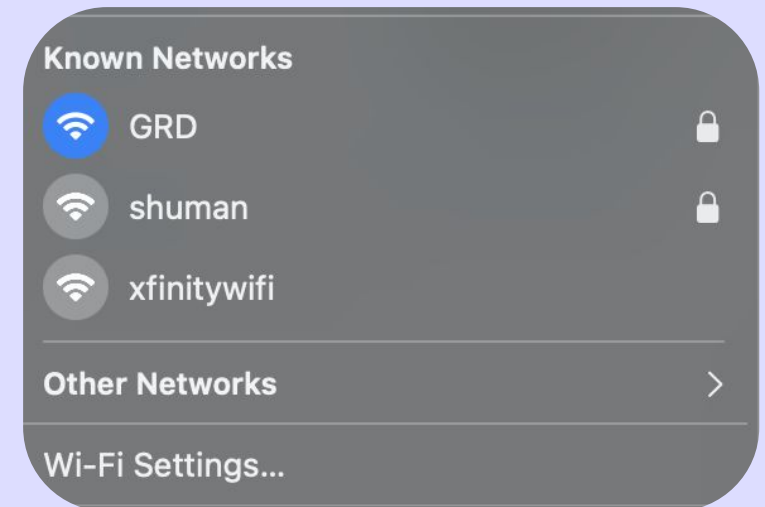 Known Networks
GRD
shuman
xfinitywifi
Other Networks
Wi-Fi Settings...